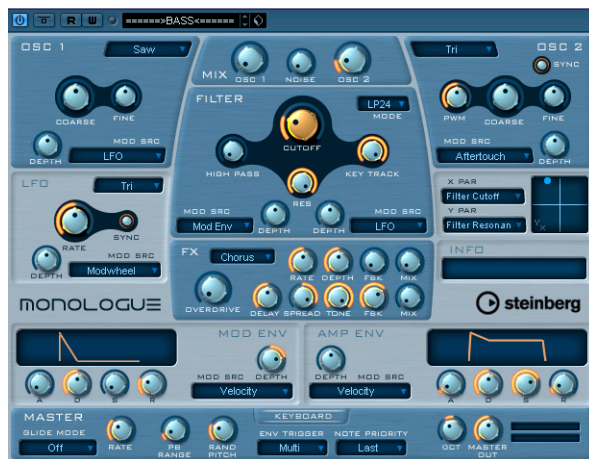 R W ======>BASS<======
OSC 1 Saw
COARSE FINE
MOD SRC
DEPTH LFO
MIX OSC 1 NOISE OSC 2
FILTER LP24
MODE
CUTOFF
HIGH PASS KEY TRACK
RES
MOD SRC MOD SRC
Mod Env DEPTH DEPTH LFO
Tri OSC 2
SYNC
PWM COARSE FINE
MOD SRC
Aftertouch DEPTH
LFO Tri
RATE SYNC
MOD SRC
DEPTH Modwheel
X PAR
Filter Cutoff
Y PAR
Filter Resonan
Y X
INFO
FX Chorus RATE DEPTH FBK MIX
OVERDRIVE DELAY SPREAD TONE FBK MIX
MONOLOGUE
steinberg
MOD ENV
MOD SRC DEPTH
Velocity
A D S R
AMP ENV
DEPTH MOD SRC
Velocity
A D S R
MASTER KEYBOARD
GLIDE MODE
Off
RATE
PB RANGE
RAND PITCH
ENV TRIGGER NOTE PRIORITY
Multi Last
OCT MASTER OUT